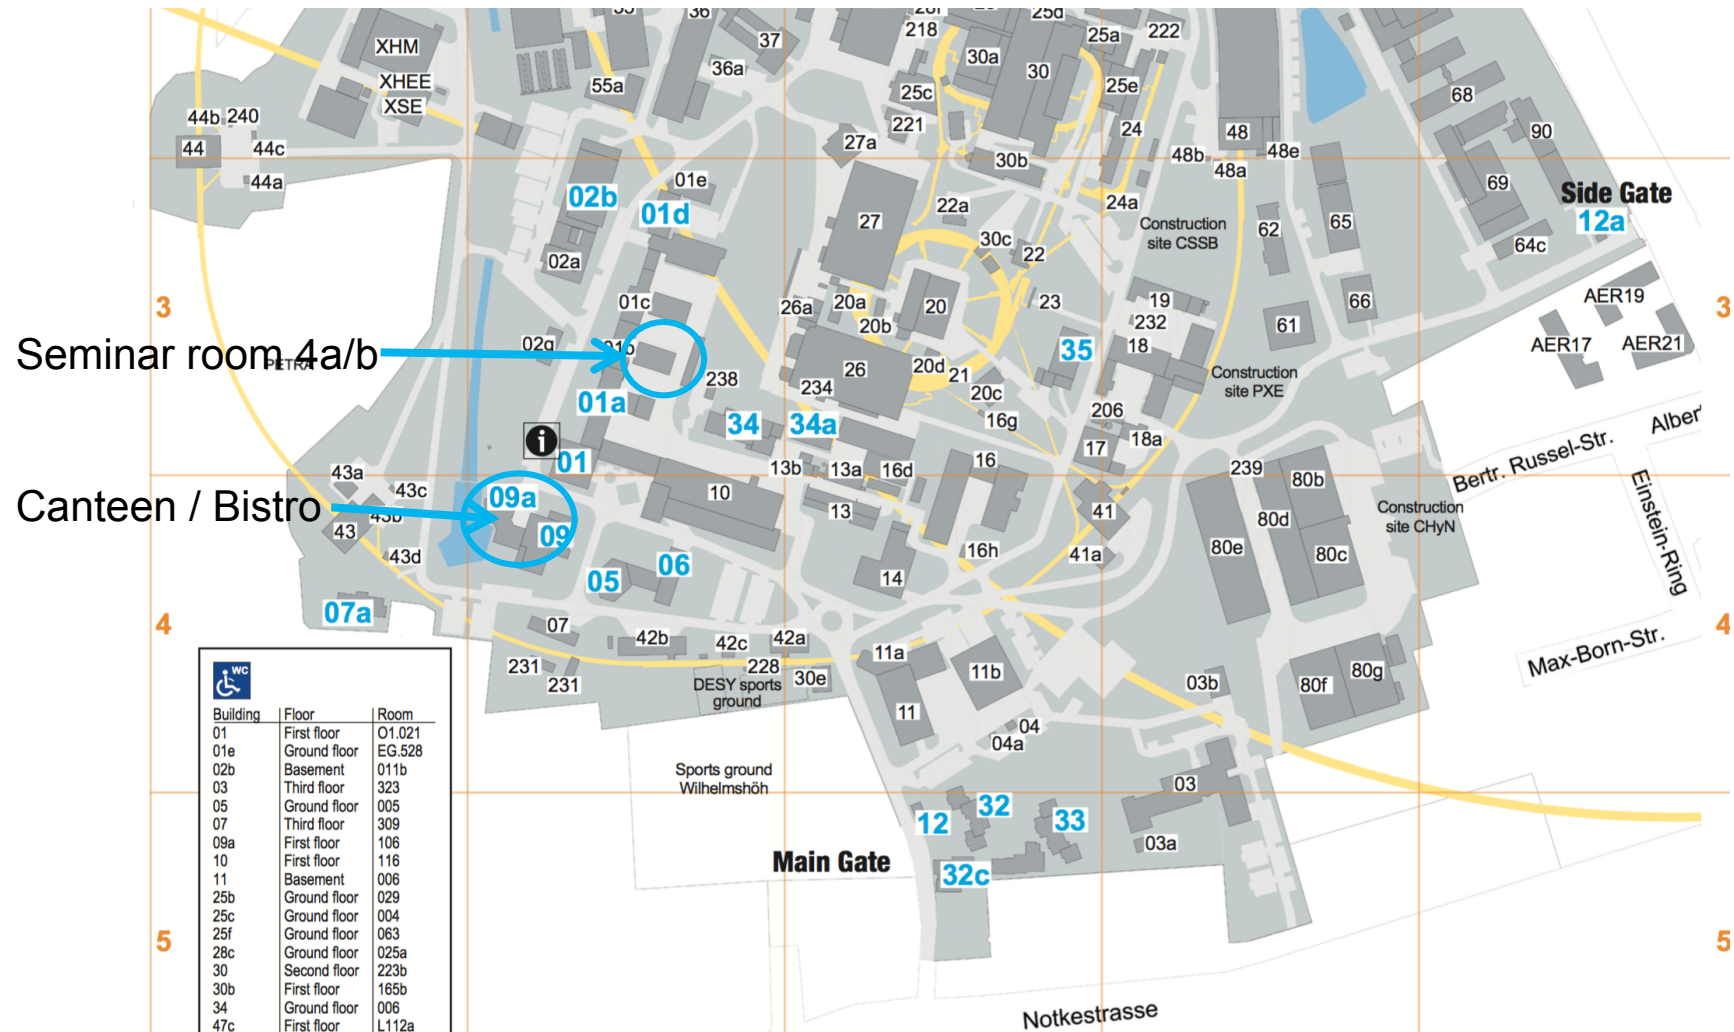 36
25d
28f
218
25a
222
XHM
37
30a
30
36a
25e
68
XHEE
55a
25c
XSE
44b
240
221
24
90
48
27a
44
44c
30b
48b
48e
48a
44a
01e
69
Side Gate
02b
01d
22a
24a
12a
27
Construction
site CSSB
62
65
30c
64c
22
02a
3
01c
26a
20a
20
23
19
66
AER19
3
20b
232
61
02g
01b
35
18
AER17
AER21
Seminar room 4a/b
PETRA
238
234
26
20d
21
Construction
site PXE
01a
20c
206
16g
34
34a
Albert
18a
Bertr. Russel-Str.
17
i
01
43a
13b
13a
16d
16
239
80b
43c
09a
10
Canteen / Bistro
43b
13
41
80d
Construction
site CHyN
Einstein-Ring
43
09
16h
80e
80c
43d
41a
06
05
14
07a
4
07
4
42b
42c
42a
11a
Max-Born-Str.
231
228
231
30e
11b
80g
DESY sports
ground
03b
80f
11
04
04a
Sports ground
Wilhelmshöh
03
12
32
33
03a
Main Gate
32c
5
5
Notkestrasse
WC
Building Floor Room
01 First floor O1.021
01e Ground floor EG.528
02b Basement 011b
03 Third floor 323
05 Ground floor 005
07 Third floor 309
09a First floor 106
10 First floor 116
11 Basement 006
25b Ground floor 029
25c Ground floor 004
25f Ground floor 063
28c Ground floor 025a
30 Second floor 223b
30b First floor 165b
34 Ground floor 006
47c First floor L112a